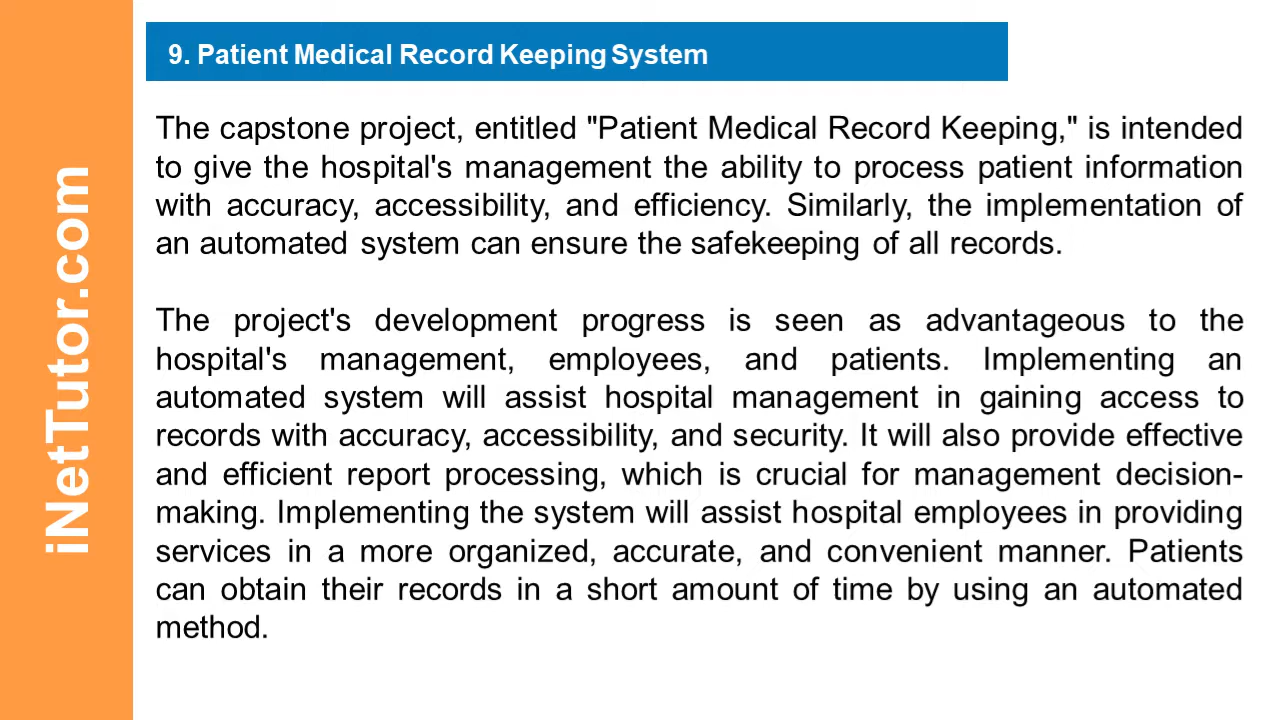 9. Patient Medical Record Keeping System
The capstone project, entitled "Patient Medical Record Keeping," is intended
to give the hospital's management the ability to process patient information
with accuracy, accessibility, and efficiency. Similarly, the implementation of
an automated system can ensure the safekeeping of all records.
The project's development progress is seen as advantageous to the
hospital's management, employees, and patients. Implementing an
automated system will assist hospital management in gaining access to
records with accuracy, accessibility, and security. It will also provide effective
and efficient report processing, which is crucial for management decision-
making. Implementing the system will assist hospital employees in providing
services in a more organized, accurate, and convenient manner. Patients
can obtain their records in a short amount of time by using an automated
method.
iNetTutor.com